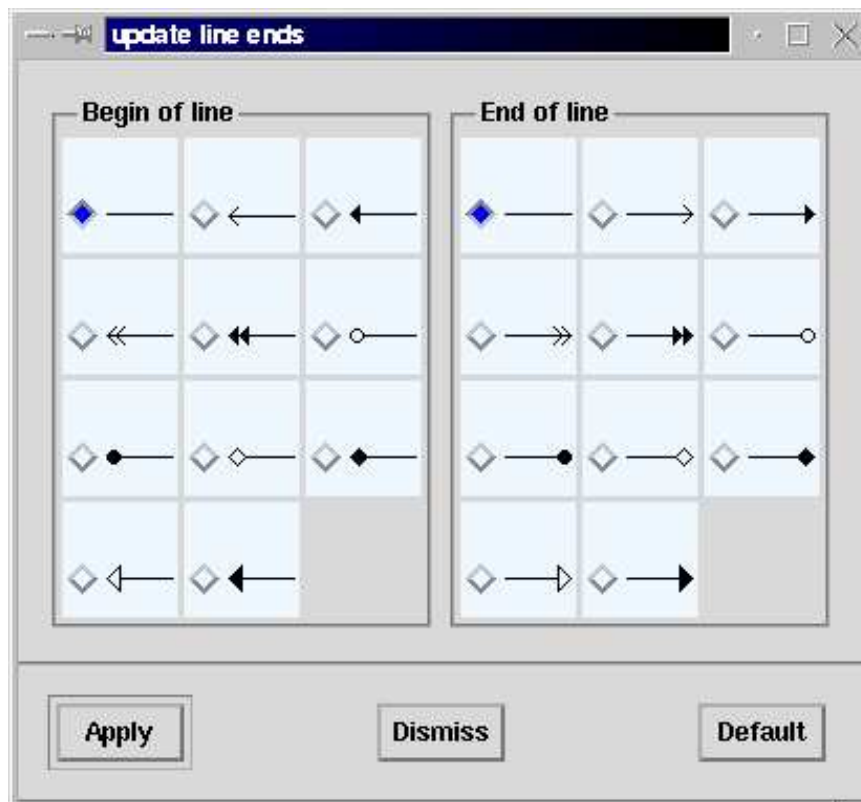 update line ends
Begin of line
End of line
Apply
Dismiss
Default